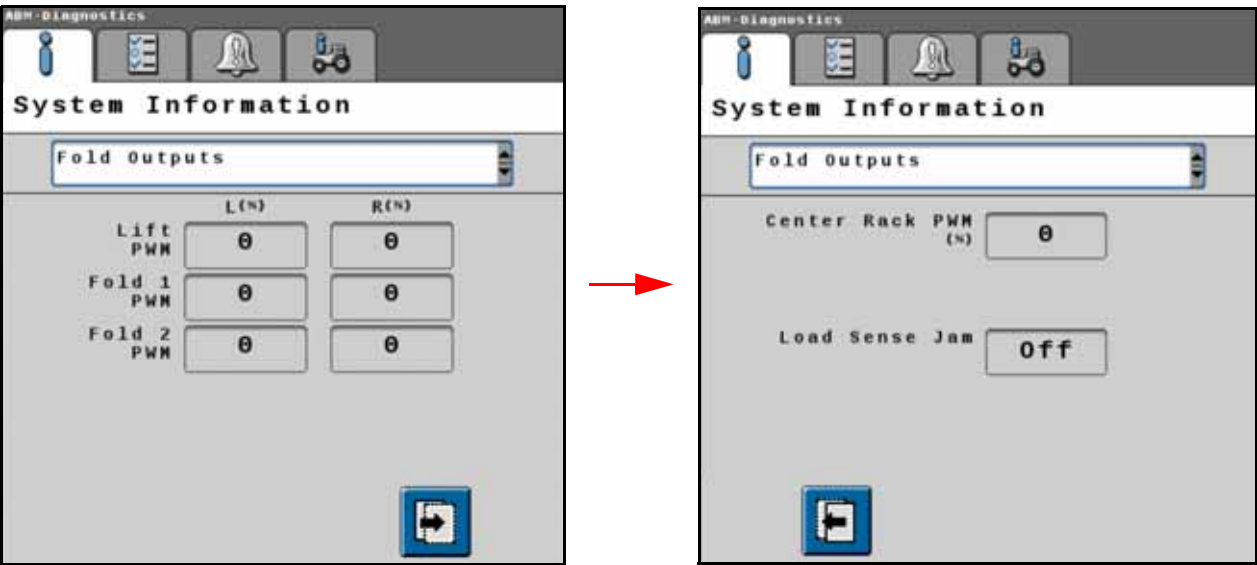 ABM-Diagnostics
System Information
Fold Outputs
L(%) R(%)
Lift PWM 0 0
Fold 1 PWM 0 0
Fold 2 PWM 0 0
ABM-Diagnostics
System Information
Fold Outputs
Center Rack PWM (%) 0
Load Sense Jam Off